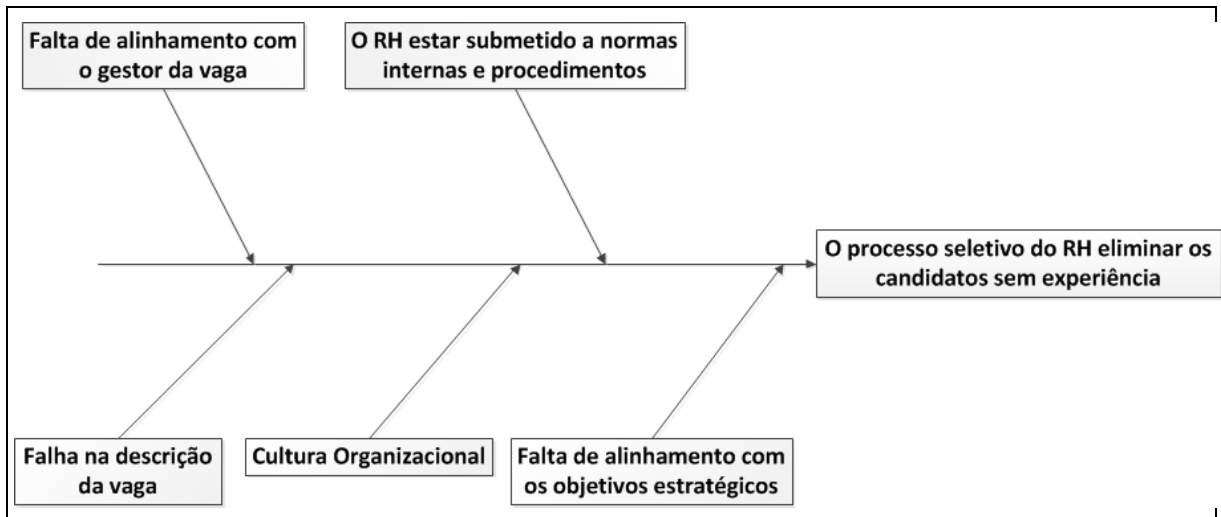 Falta de alinhamento com
o gestor da vaga
O RH estar submetido a normas
internas e procedimentos
O processo seletivo do RH eliminar os
candidatos sem experiência
Falha na descrição
da vaga
Cultura Organizacional
Falta de alinhamento com
os objetivos estratégicos